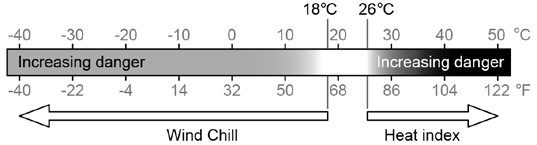 18°C 26°C
-40 -30 -20 -10 0 10 20 30 40 50 °C
Increasing danger Increasing danger
-40 -22 -4 14 32 50 68 86 104 122 °F
Wind Chill Heat index